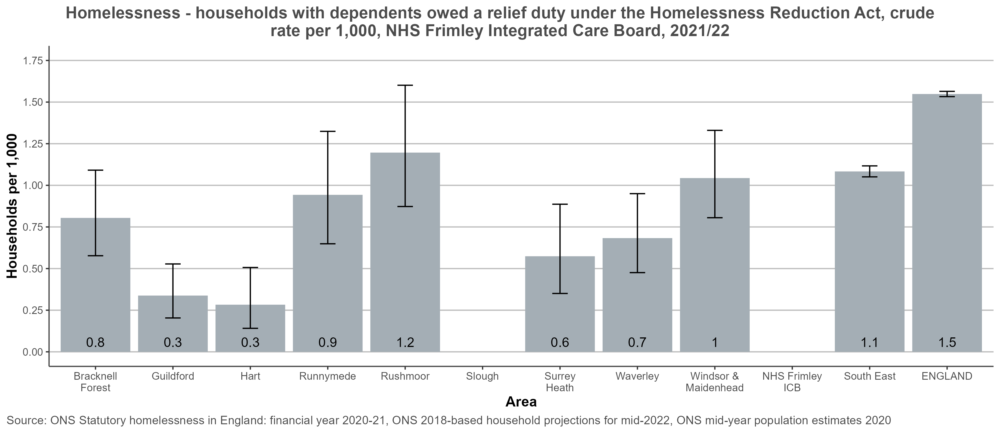 Homelessness - households with dependents owed a relief duty under the Homelessness Reduction Act, crude
rate per 1,000, NHS Frimley Integrated Care Board, 2021/22
Households per 1,000
1.75
1.50
1.25
1.00
0.75
0.50
0.25
0.00
0.8
0.3
0.3
0.9
1.2
0.6
0.7
1
1.1
1.5
Bracknell
Forest
Guildford
Hart
Runnymede
Rushmoor
Slough
Surrey
Heath
Waverley
Windsor &
Maidenhead
NHS Frimley
ICB
South East
ENGLAND
Area
Source: ONS Statutory homelessness in England: financial year 2020-21, ONS 2018-based household projections for mid-2022, ONS mid-year population estimates 2020